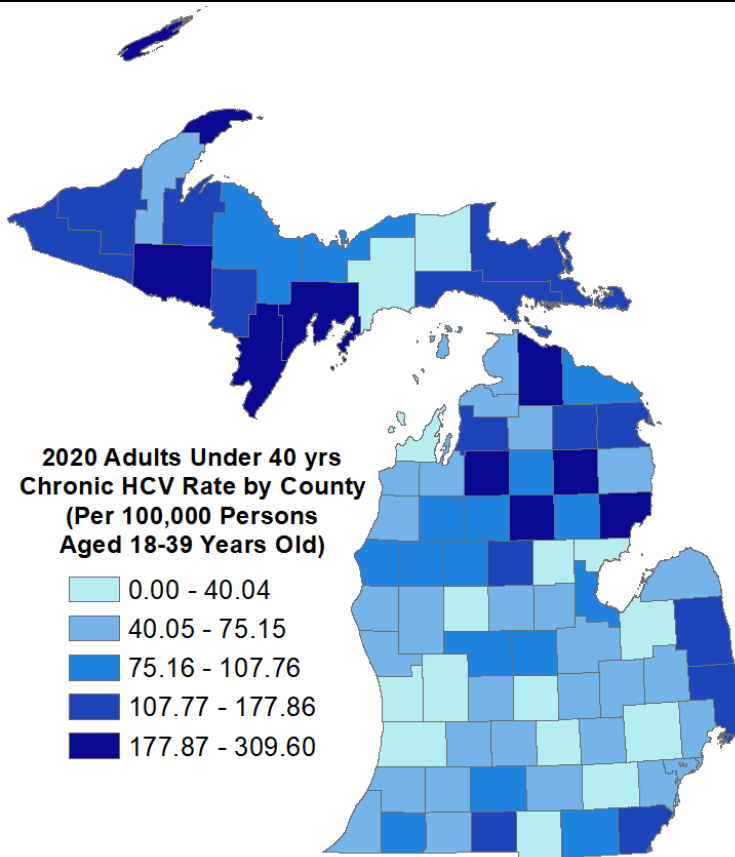 2020 Adults Under 40 yrs
Chronic HCV Rate by County
(Per 100,000 Persons
Aged 18-39 Years Old)
0.00 - 40.04
40.05 - 75.15
75.16 - 107.76
107.77 - 177.86
177.87 - 309.60